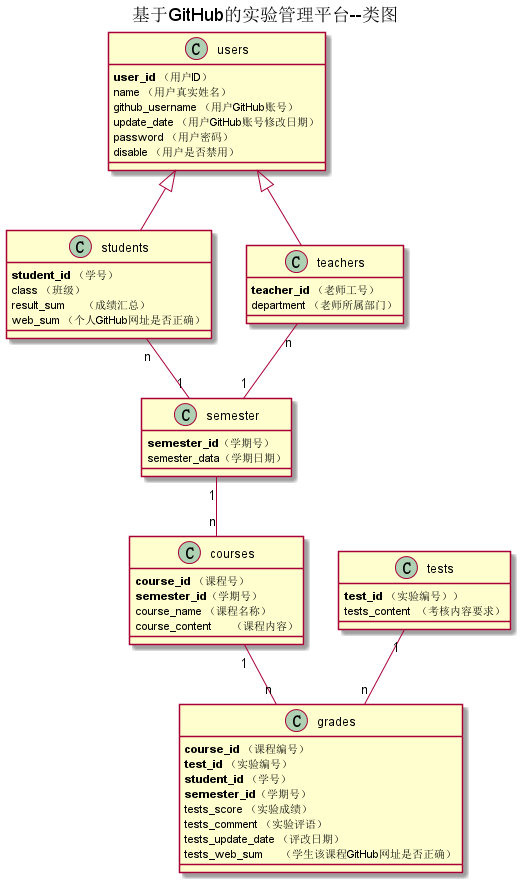 基于GitHub的实验管理平台--类图
C users
user_id （用户ID）
name （用户真实姓名）
github_username （用户GitHub账号）
update_date （用户GitHub账号修改日期）
password （用户密码）
disable （用户是否禁用）
C students
student_id （学号）
class （班级）
result_sum （成绩汇总）
web_sum （个人GitHub网址是否正确）
C teachers
teacher_id （老师工号）
department （老师所属部门）
n
1
n
1
C semester
semester_id（学期号）
semester_data（学期日期）
1
n
C courses
course_id （课程号）
semester_id（学期号）
course_name （课程名称）
course_content （课程内容）
C tests
test_id （实验编号））
tests_content （考核内容要求）
1
n
1
n
C grades
course_id （课程编号）
test_id （实验编号）
student_id （学号）
semester_id（学期号）
tests_score （实验成绩）
tests_comment （实验评语）
tests_update_date （评改日期）
tests_web_sum （学生该课程GitHub网址是否正确）